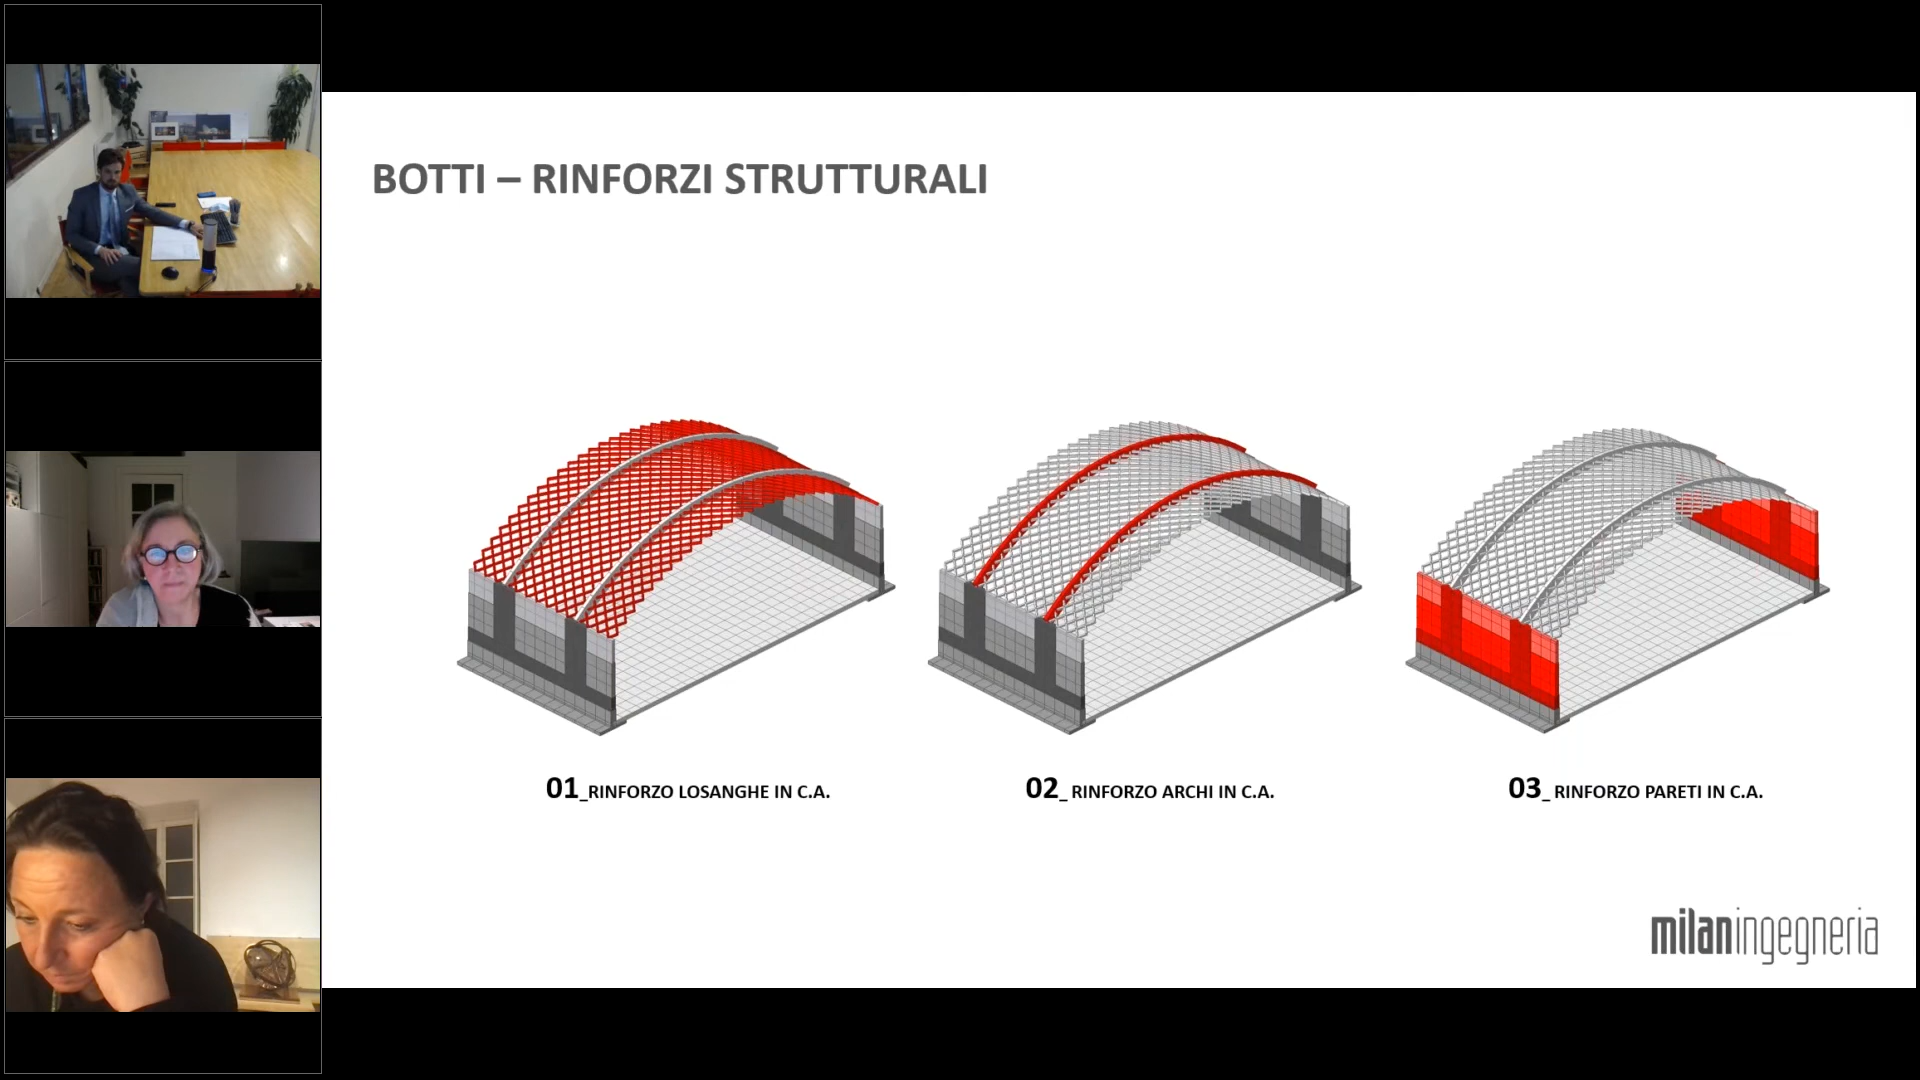 BOTTI – RINFORZI STRUTTURALI
01_RINFORZO LOSANGHE IN C.A.
02_ RINFORZO ARCHI IN C.A.
03_ RINFORZO PARETI IN C.A.
milaningegneria